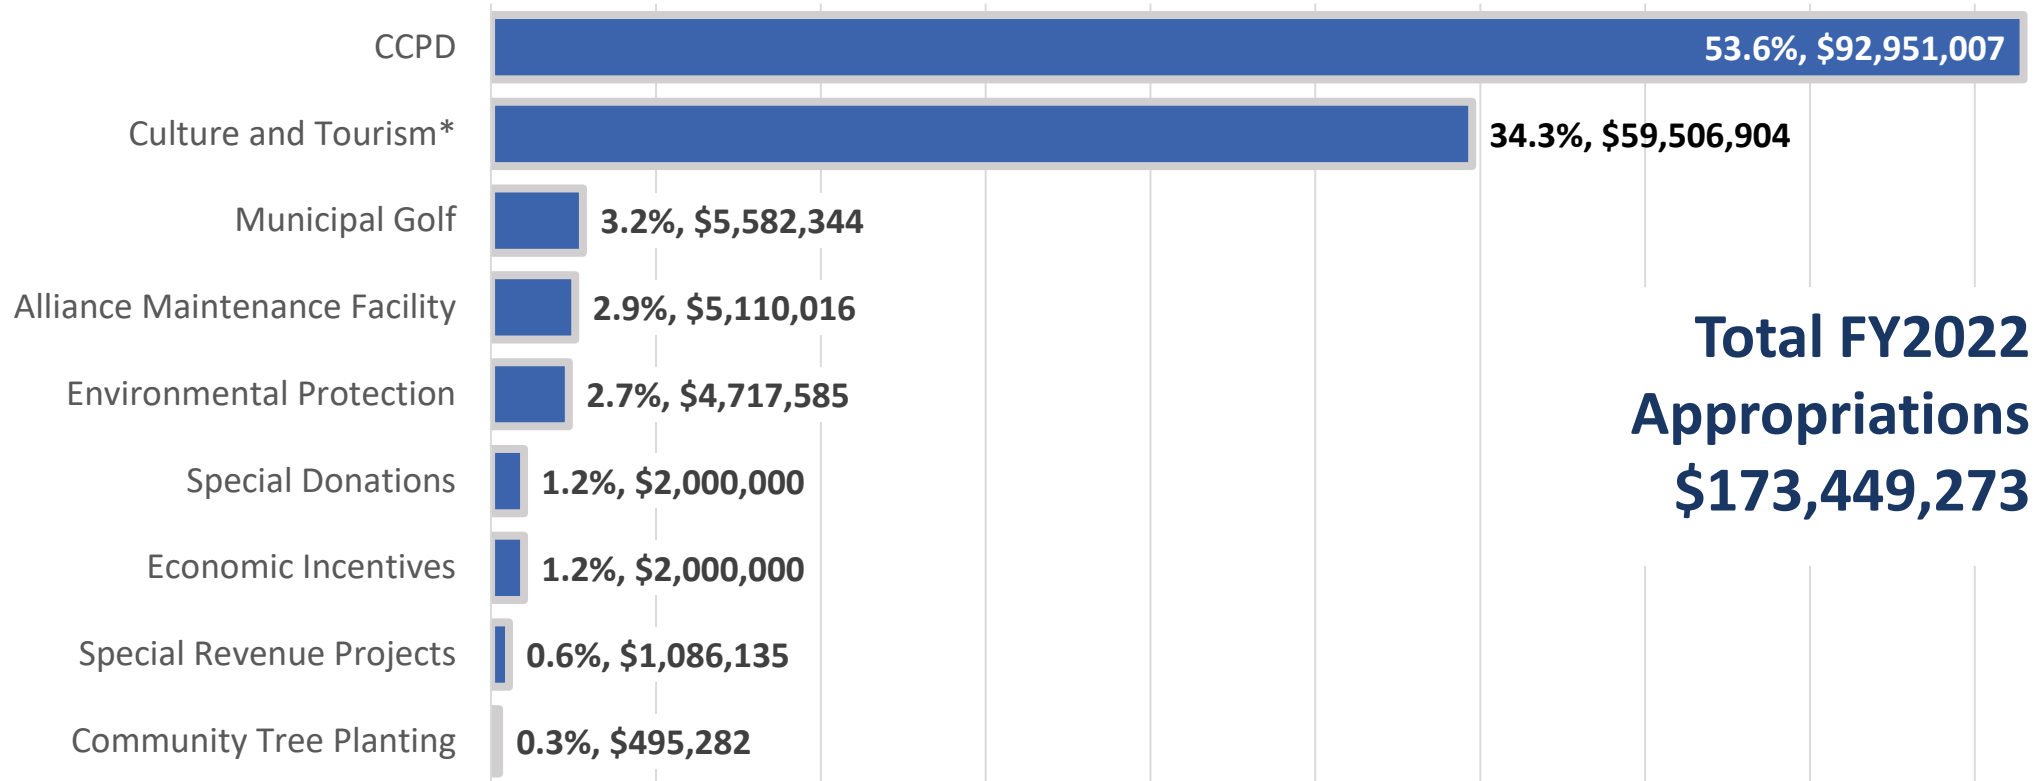 CCPD
53.6%, $92,951,007
Culture and Tourism*
34.3%, $59,506,904
Municipal Golf
3.2%, $5,582,344
Alliance Maintenance Facility
2.9%, $5,110,016
Environmental Protection
2.7%, $4,717,585
Special Donations
1.2%, $2,000,000
Economic Incentives
1.2%, $2,000,000
Special Revenue Projects
0.6%, $1,086,135
Community Tree Planting
0.3%, $495,282
Total FY2022
Appropriations
$173,449,273